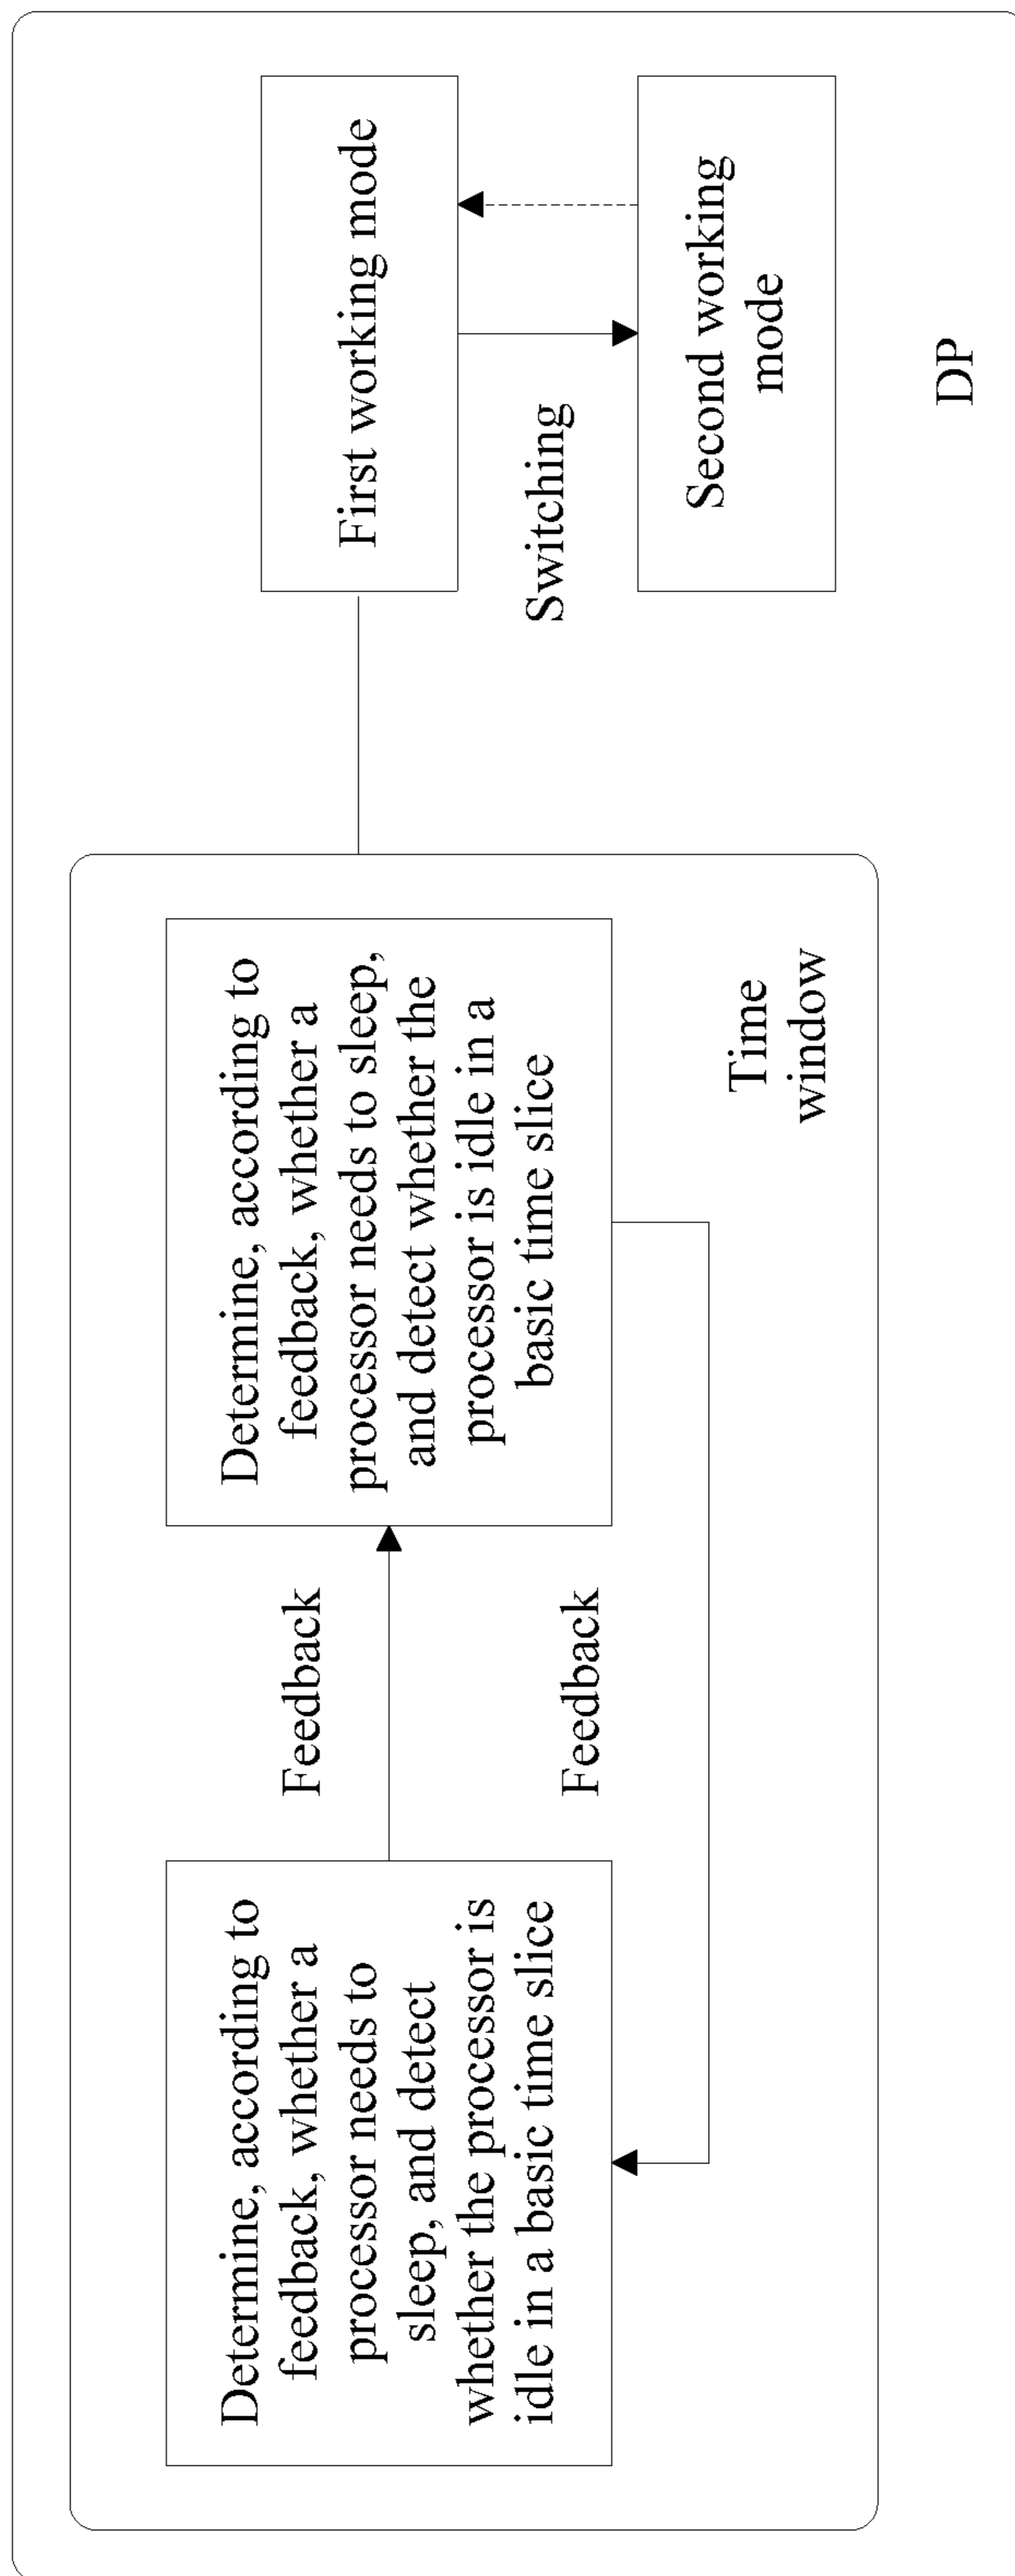 Determine, according to
feedback, whether a
processor needs to
sleep, and detect
whether the processor is
idle in a basic time slice
Feedback
Feedback
Determine, according to
feedback, whether a
processor needs to sleep,
and detect whether the
processor is idle in a
basic time slice
Time
window
First working mode
Switching
Second working
mode
DP